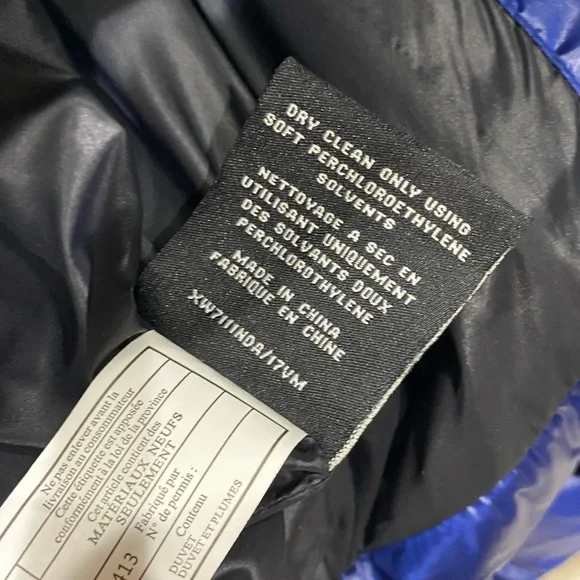 DRY CLEAN ONLY USING
SOFT PERCHLOROETHYLENE
SOLVENTS
NETTOYAGE A SEC EN
UTILISANT UNIQUEMENT
DES SOLVANTS DOUX
PERCHLOROTHYLENE
MADE IN CHINA
FABRIQUE EN CHINE
XW7111NDA/17VM
Ne pas enlever avant la
livraison au consommateur
Cette étiquette est apposée
conformément à la loi de la province
Cet article contient des
MATÉRIAUX NEUFS
SEULEMENT
Fabriqué par
N° de permis:
413
Contenu
DUVET
DUVET ET PLUMES